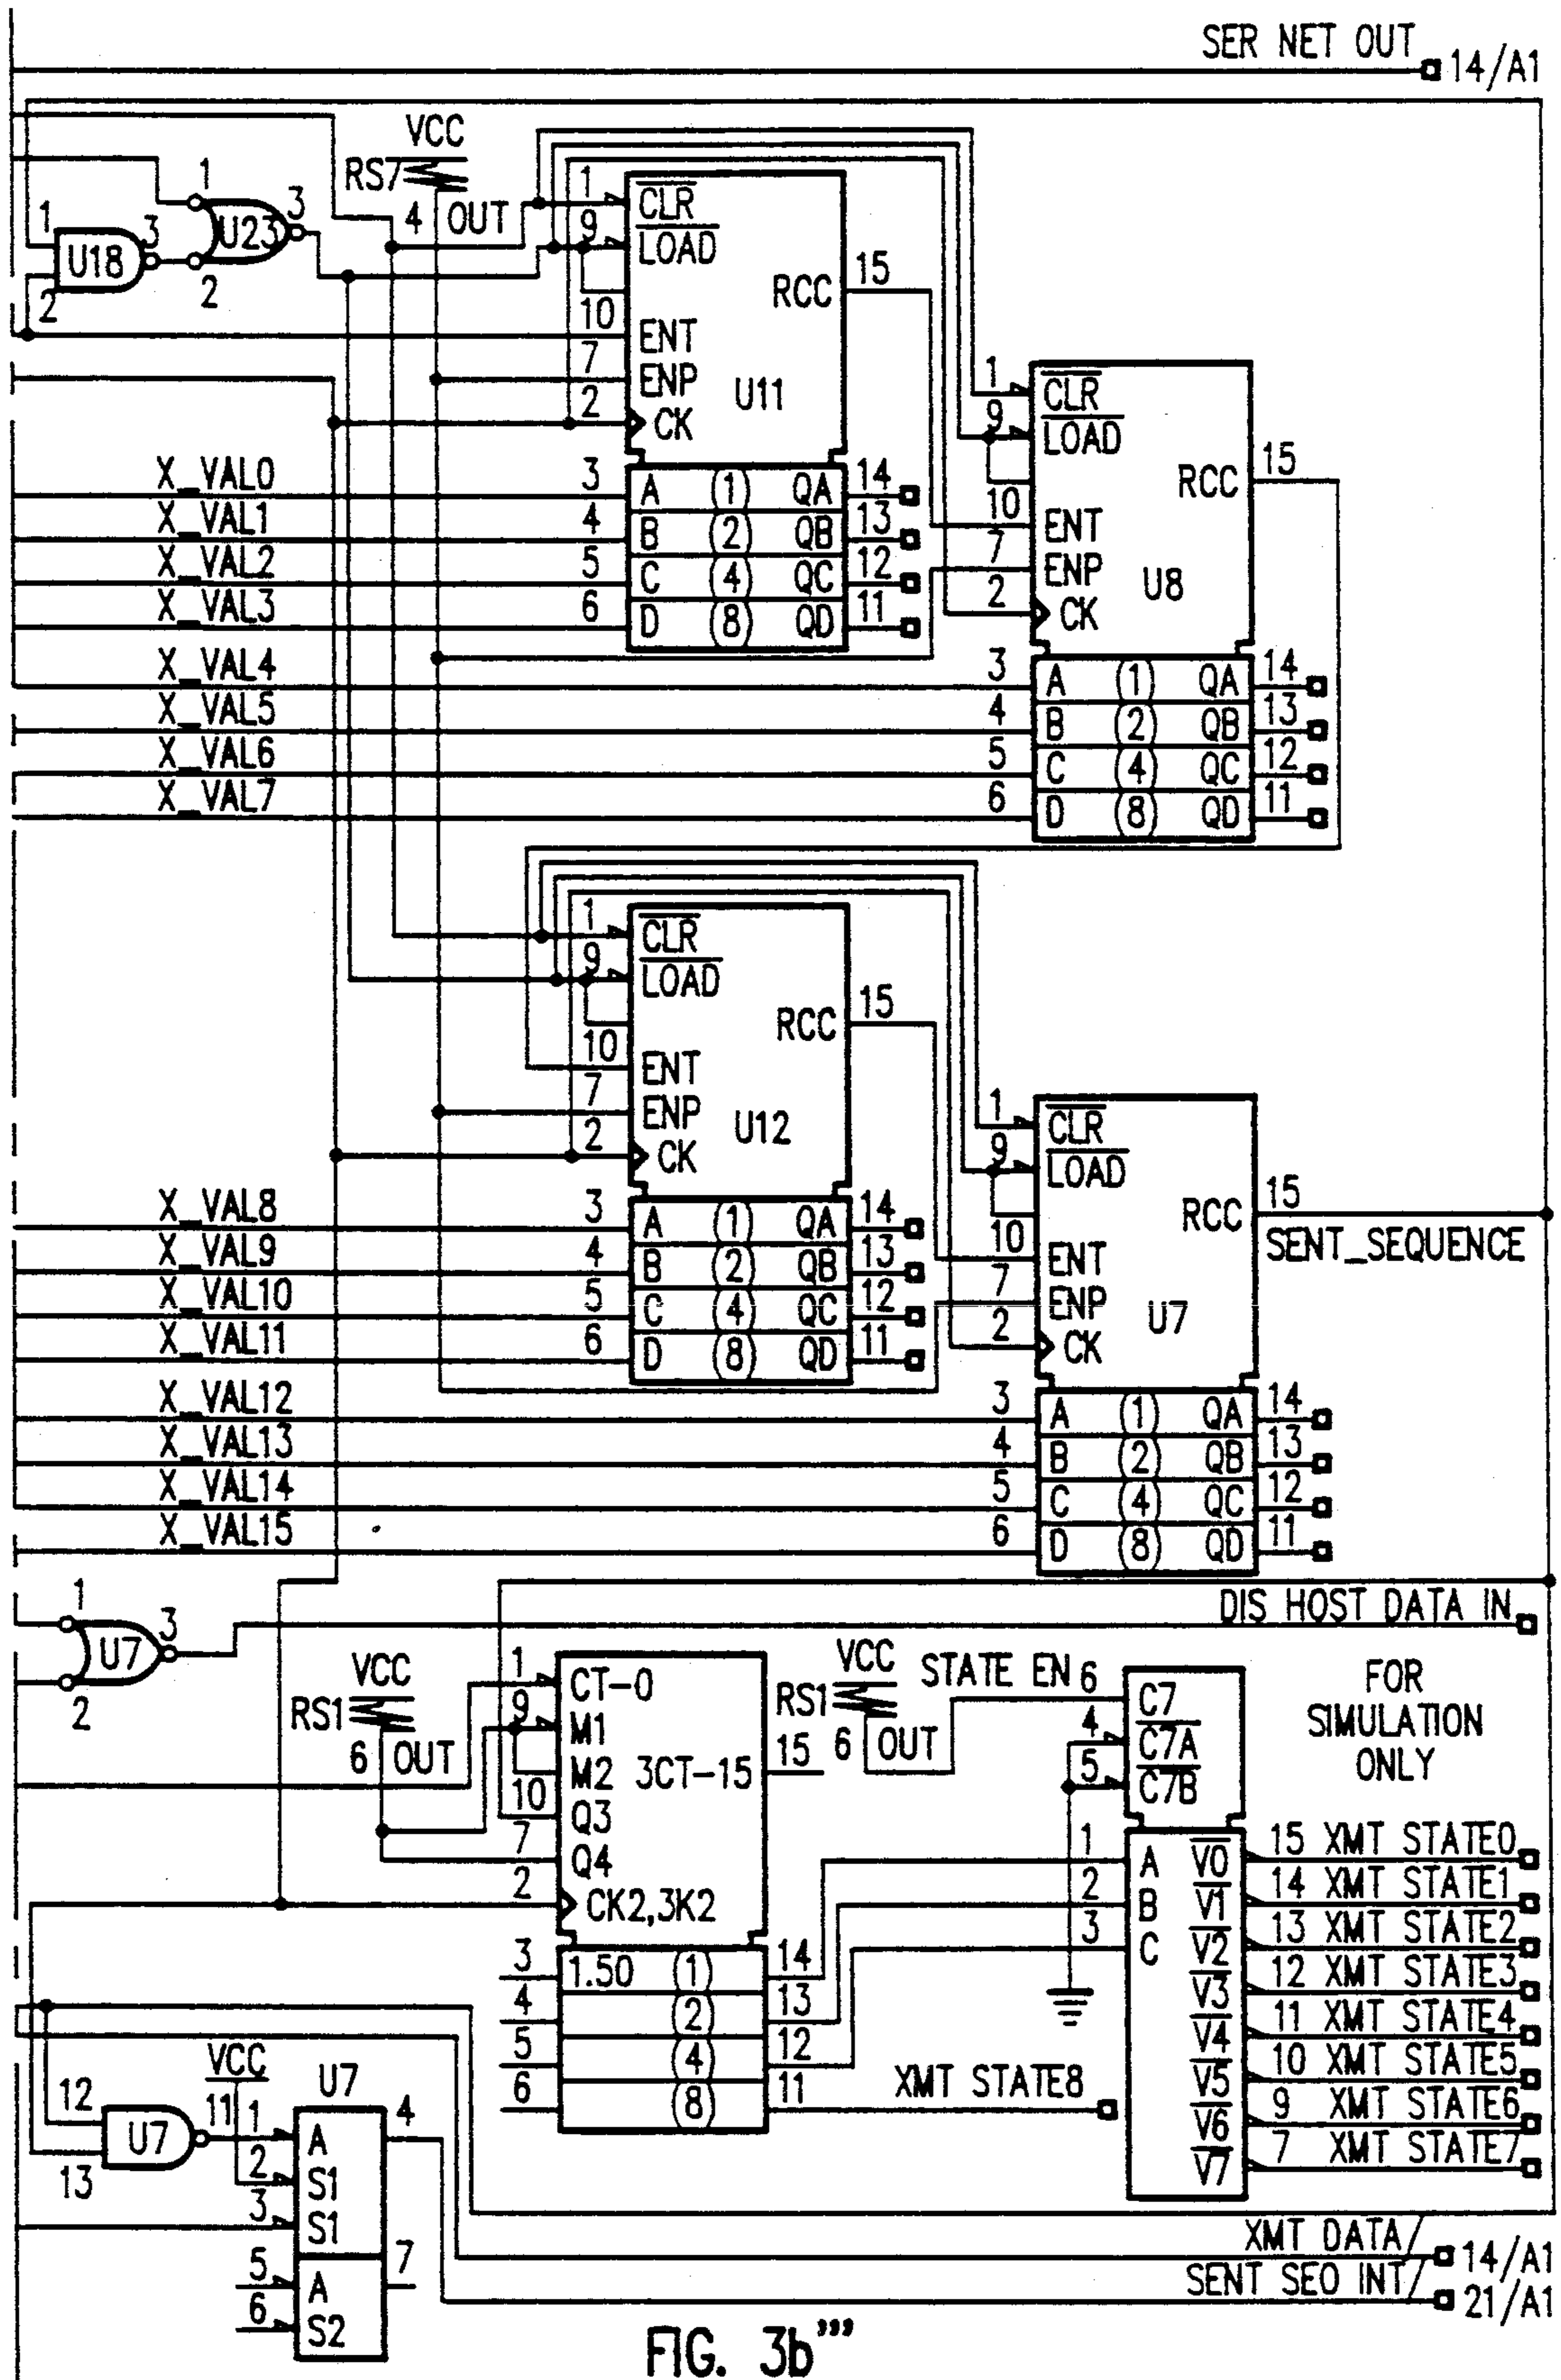 SER NET OUT
14/A1
VCC
RS7
4 OUT
1
2
U18
3
1
2
U23
3
1 CLR
9 LOAD
RCC 15
10 ENT
7 ENP
2 CK
U11
X_VAL0 3 A (1) QA 14
X_VAL1 4 B (2) QB 13
X_VAL2 5 C (4) QC 12
X_VAL3 6 D (8) QD 11
1 CLR
9 LOAD
RCC 15
10 ENT
7 ENP
2 CK
U8
X_VAL4 3 A (1) QA 14
X_VAL5 4 B (2) QB 13
X_VAL6 5 C (4) QC 12
X_VAL7 6 D (8) QD 11
1 CLR
9 LOAD
RCC 15
10 ENT
7 ENP
2 CK
U12
X_VAL8 3 A (1) QA 14
X_VAL9 4 B (2) QB 13
X_VAL10 5 C (4) QC 12
X_VAL11 6 D (8) QD 11
1 CLR
9 LOAD
RCC 15
SENT_SEQUENCE
10 ENT
7 ENP
2 CK
U7
X_VAL12 3 A (1) QA 14
X_VAL13 4 B (2) QB 13
X_VAL14 5 C (4) QC 12
X_VAL15 6 D (8) QD 11
DIS HOST DATA IN
1
2
U7
3
VCC
RS1
6 OUT
1 CT-0
9 M1
M2 3CT-15 15
10 Q3
7 Q4
2 CK2,3K2
3 1.50 (1) 14
4 (2) 13
5 (4) 12
6 (8) 11
XMT STATE8
VCC
RS1
6 OUT
STATE EN 6 C7
4 C7A
5 C7B
FOR
SIMULATION
ONLY
1 A V0 15 XMT STATE0
2 B V1 14 XMT STATE1
3 C V2 13 XMT STATE2
V3 12 XMT STATE3
V4 11 XMT STATE4
V5 10 XMT STATE5
V6 9 XMT STATE6
V7 7 XMT STATE7
12
13
U7
11
VCC
U7
1 A 4
2 S1
3 S1
5 A 7
6 S2
XMT DATA/ 14/A1
SENT SEO INT/ 21/A1
FIG. 3b'''